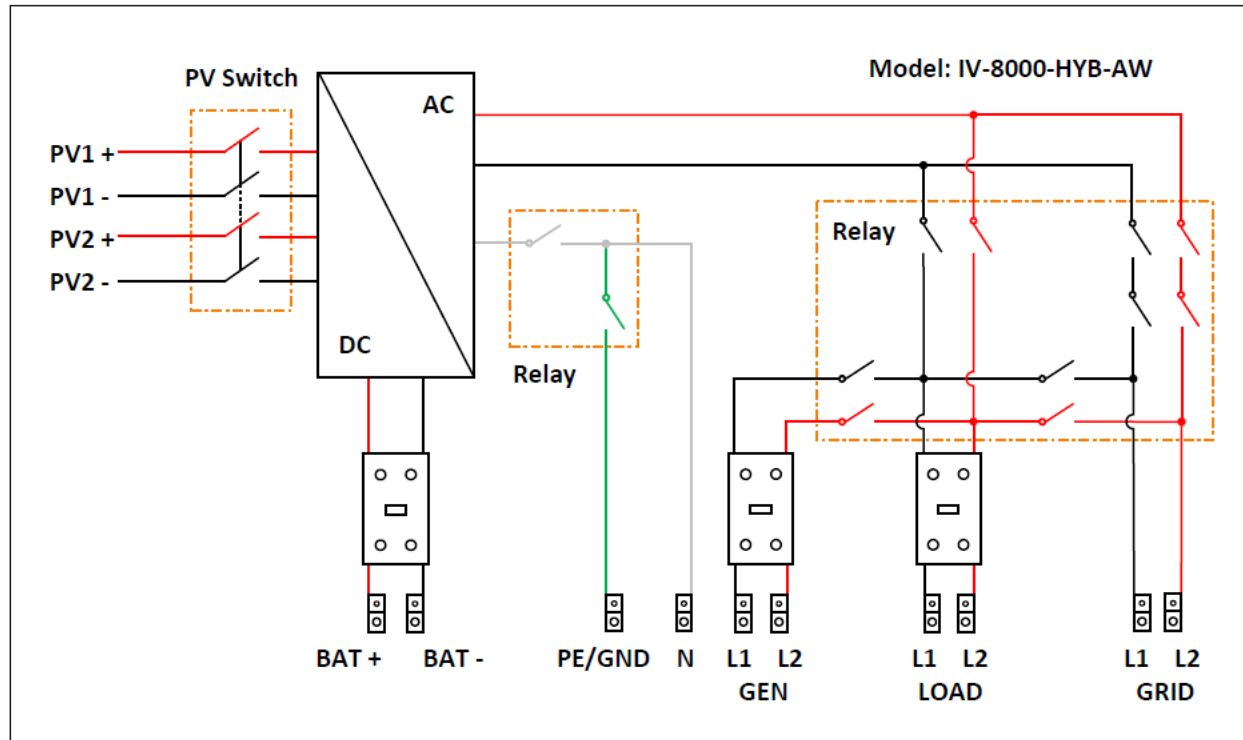 PV Switch
Model: IV-8000-HYB-AW
AC
PV1 +
PV1 -
PV2 +
PV2 -
Relay
DC
Relay
BAT + BAT - PE/GND N L1 L2 L1 L2 L1 L2
GEN LOAD GRID